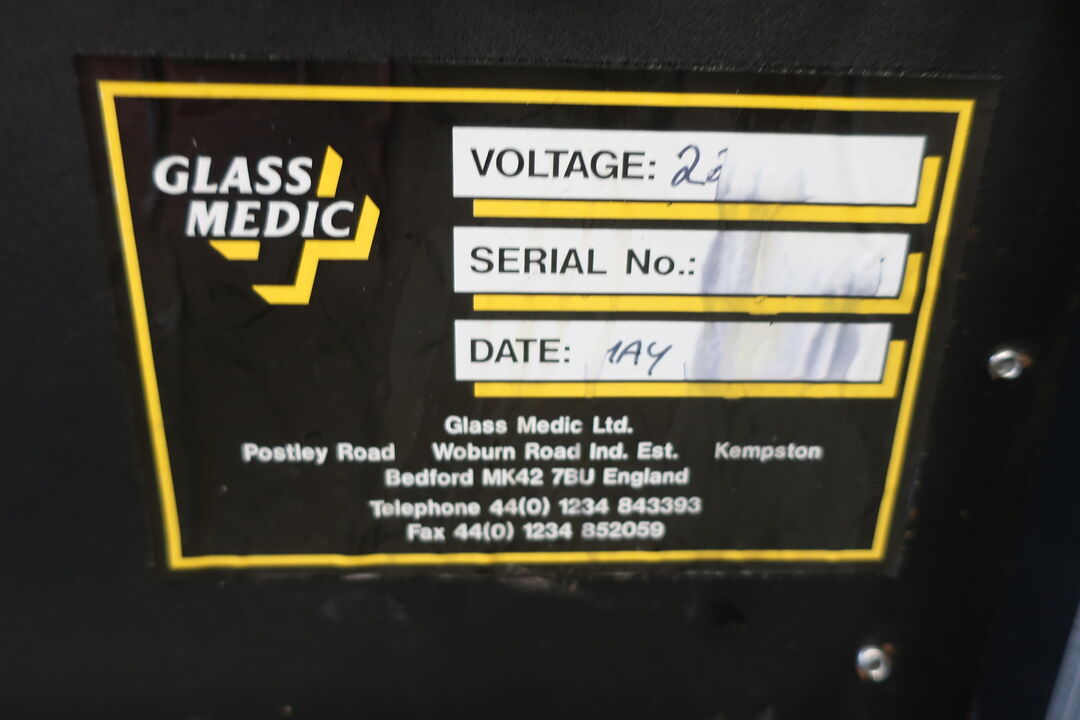 GLASS
MEDIC
VOLTAGE:
SERIAL No.:
DATE:
Glass Medic Ltd.
Postley Road Woburn Road Ind. Est. Kempston
Bedford MK42 7BU England
Telephone 44(0) 1234 843393
Fax 44(0) 1234 852059